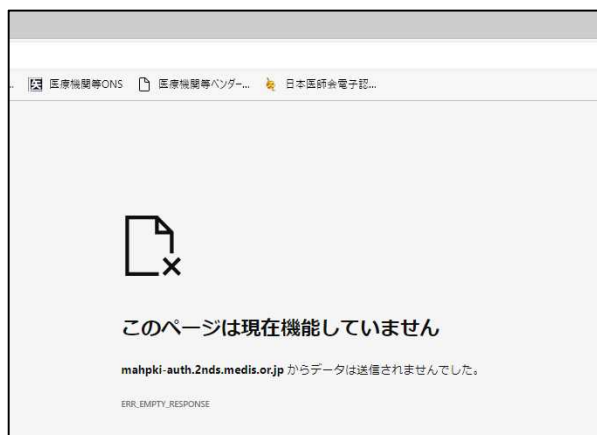 医療機関等ONS 医療機関等ベンダー... 日本医師会電子認...
このページは現在機能していません
mahpki-auth.2nds.medis.or.jp からデータは送信されませんでした。
ERR_EMPTY_RESPONSE